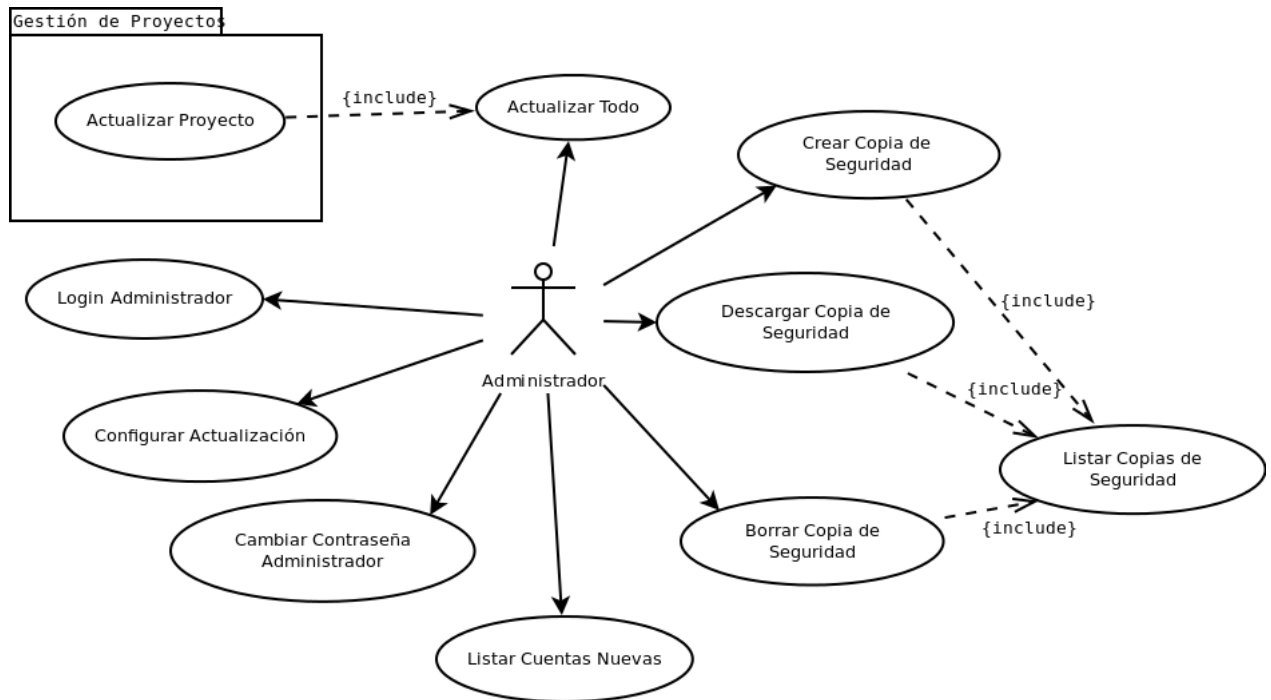 Gestión de Proyectos
Actualizar Proyecto
{include}
Actualizar Todo
Crear Copia de
Seguridad
Login Administrador
Descargar Copia de
Seguridad
{include}
Administrador
{include}
Configurar Actualización
Listar Copias de
Seguridad
Cambiar Contraseña
Administrador
Borrar Copia de
Seguridad
{include}
Listar Cuentas Nuevas